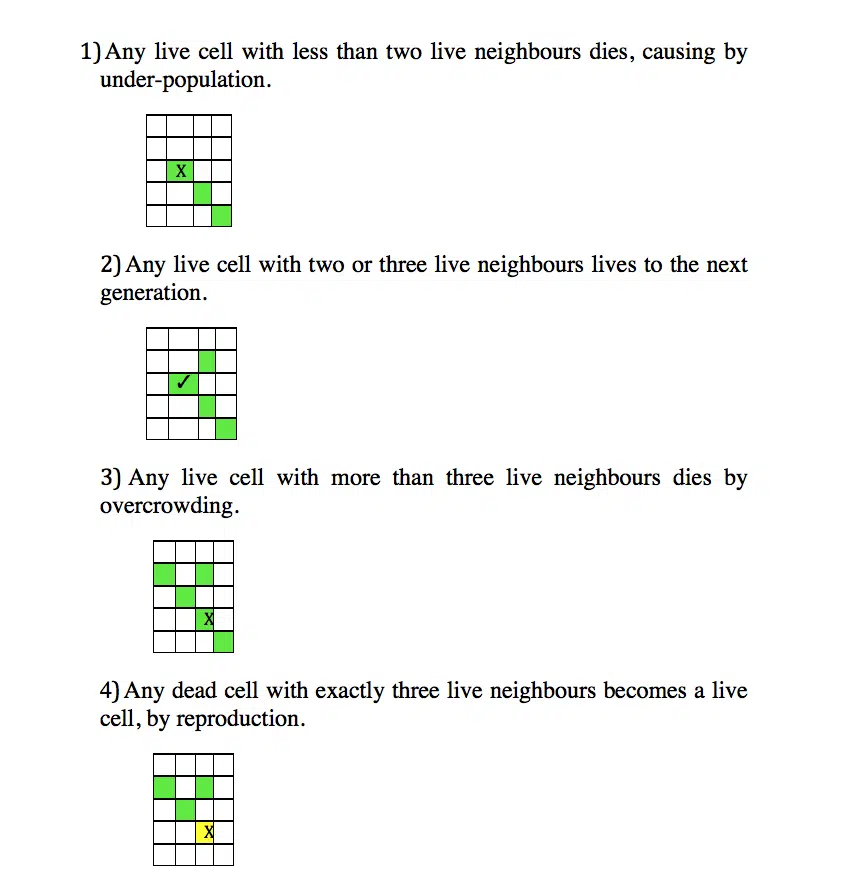 1) Any live cell with less than two live neighbours dies, causing by
under-population.
X
2) Any live cell with two or three live neighbours lives to the next
generation.
✓
3) Any live cell with more than three live neighbours dies by
overcrowding.
X
4) Any dead cell with exactly three live neighbours becomes a live
cell, by reproduction.
X